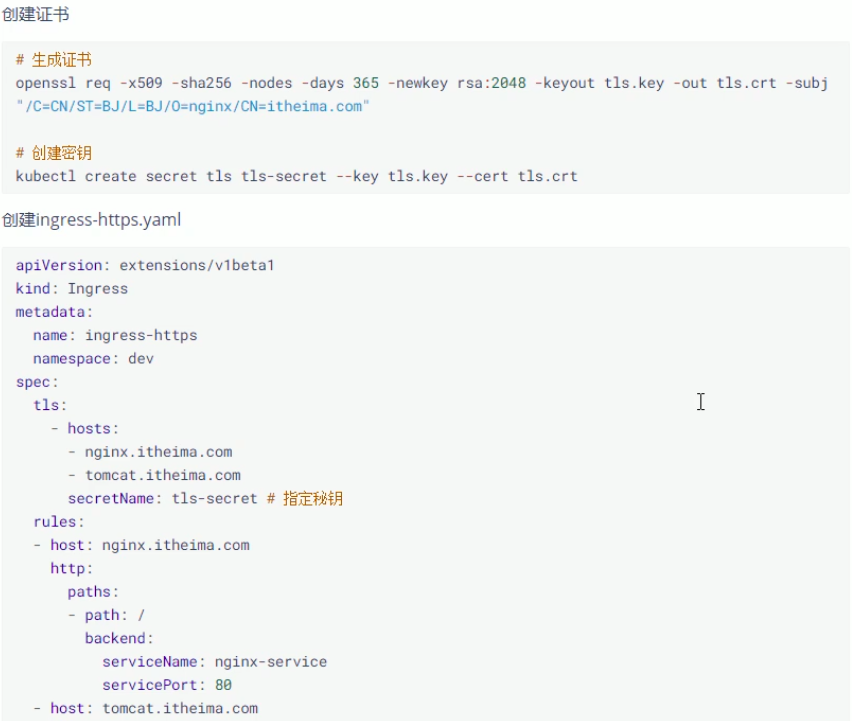 创建证书
# 生成证书
openssl req -x509 -sha256 -nodes -days 365 -newkey rsa:2048 -keyout tls.key -out tls.crt -subj
"/C=CN/ST=BJ/L=BJ/O=nginx/CN=itheima.com"
# 创建密钥
kubectl create secret tls tls-secret --key tls.key --cert tls.crt
创建ingress-https.yaml
apiVersion: extensions/v1beta1
kind: Ingress
metadata:
  name: ingress-https
  namespace: dev
spec:
  tls:
    - hosts:
      - nginx.itheima.com
      - tomcat.itheima.com
      secretName: tls-secret # 指定秘钥
  rules:
  - host: nginx.itheima.com
    http:
      paths:
      - path: /
        backend:
          serviceName: nginx-service
          servicePort: 80
  - host: tomcat.itheima.com